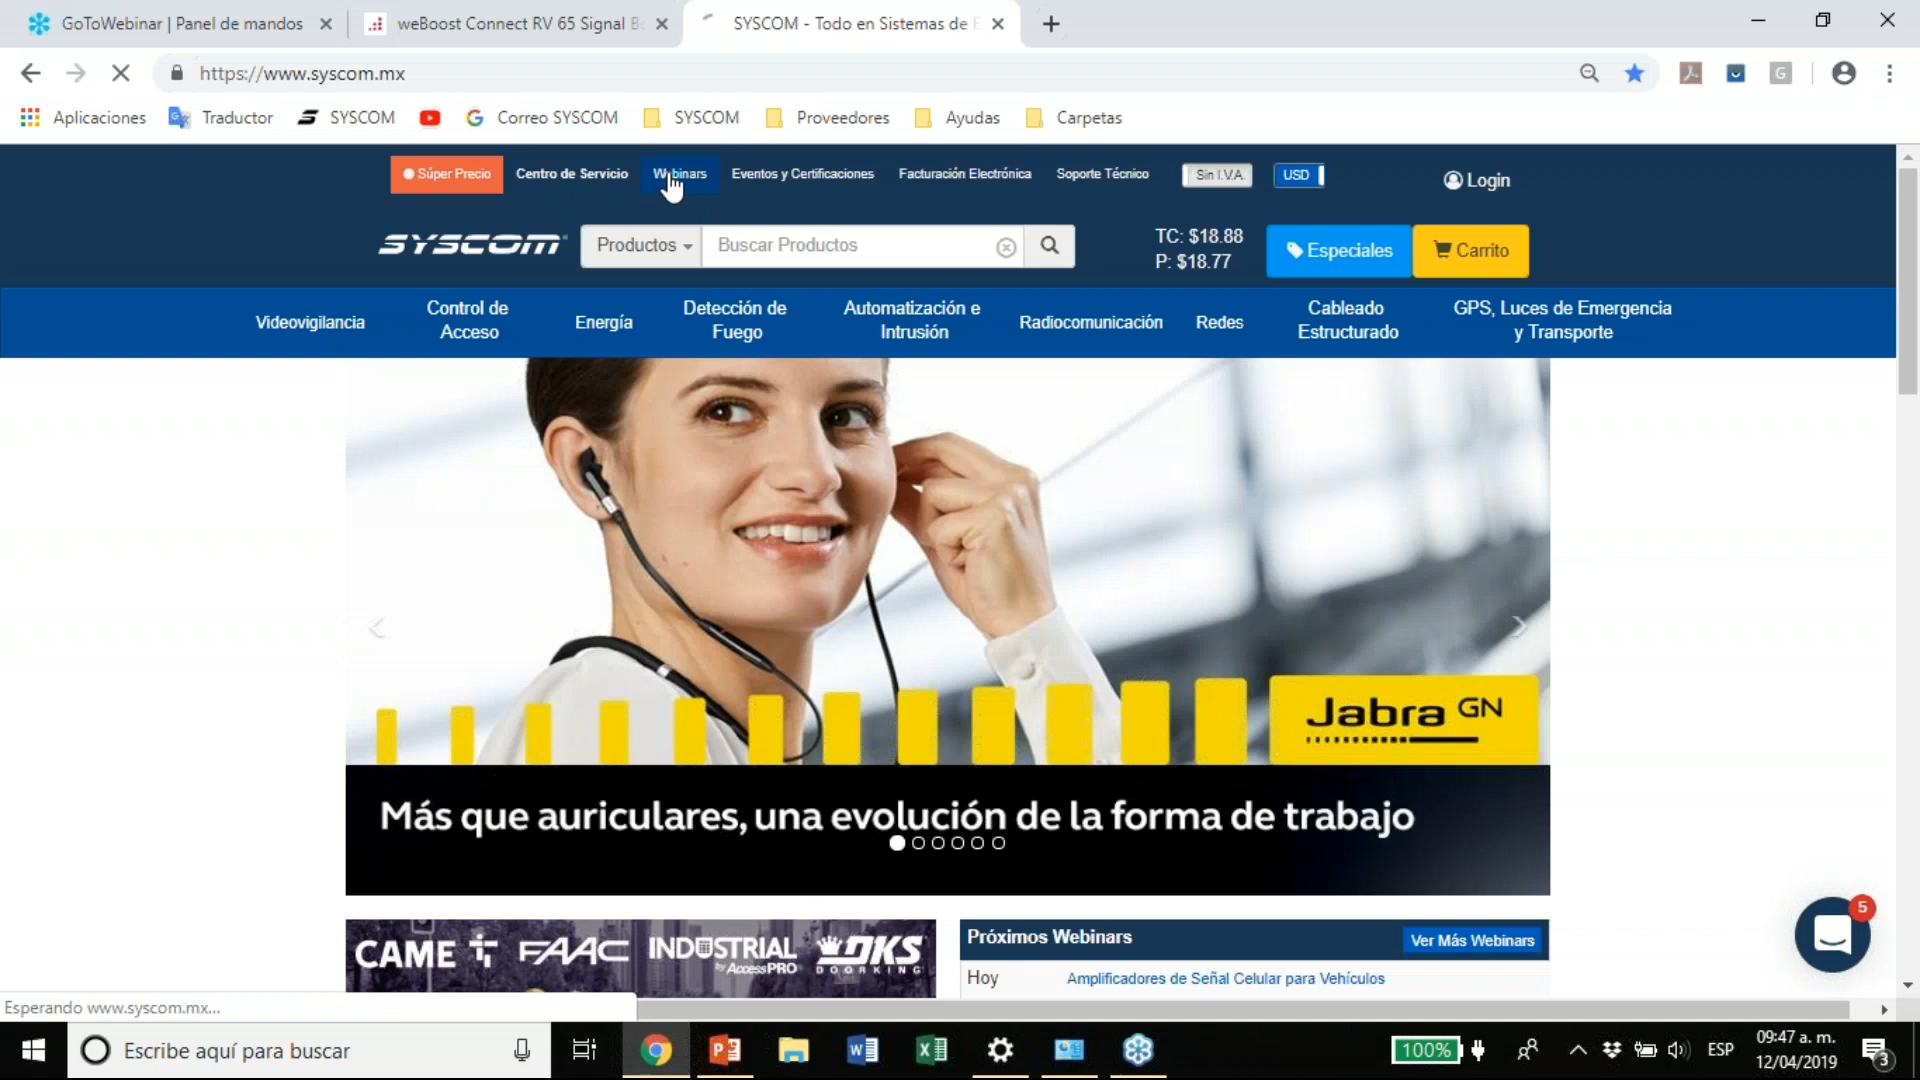 GoToWebinar | Panel de mandos
weBoost Connect RV 65 Signal B
SYSCOM - Todo en Sistemas de E
https://www.syscom.mx
G
Aplicaciones
Traductor
SYSCOM
Correo SYSCOM
SYSCOM
Proveedores
Ayudas
Carpetas
Súper Precio
Centro de Servicio
Webinars
Eventos y Certificaciones
Facturación Electrónica
Soporte Técnico
Sin I.V.A.
USD
Login
SYSCOM
Productos
Buscar Productos
TC: $18.88
P: $18.77
Especiales
Carrito
Videovigilancia
Control de
Acceso
Energía
Detección de
Fuego
Automatización e
Intrusión
Radiocomunicación
Redes
Cableado
Estructurado
GPS, Luces de Emergencia
y Transporte
Jabra GN
Más que auriculares, una evolución de la forma de trabajo
CAME
FAAC
INDUSTRIAL
by AccessPRO
DKS
DOORKING
Próximos Webinars
Ver Más Webinars
Hoy
Amplificadores de Señal Celular para Vehículos
5
Esperando www.syscom.mx...
Escribe aquí para buscar
100%
ESP
09:47 a. m.
12/04/2019
3